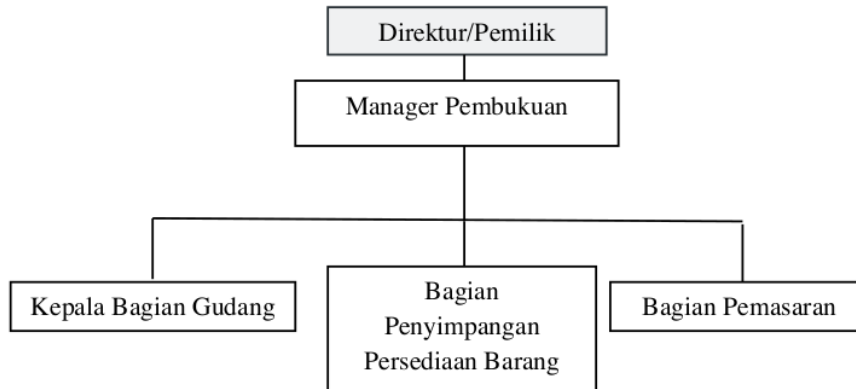 Direktur/Pemilik
Manager Pembukuan
Kepala Bagian Gudang
Bagian
Penyimpangan
Persediaan Barang
Bagian Pemasaran